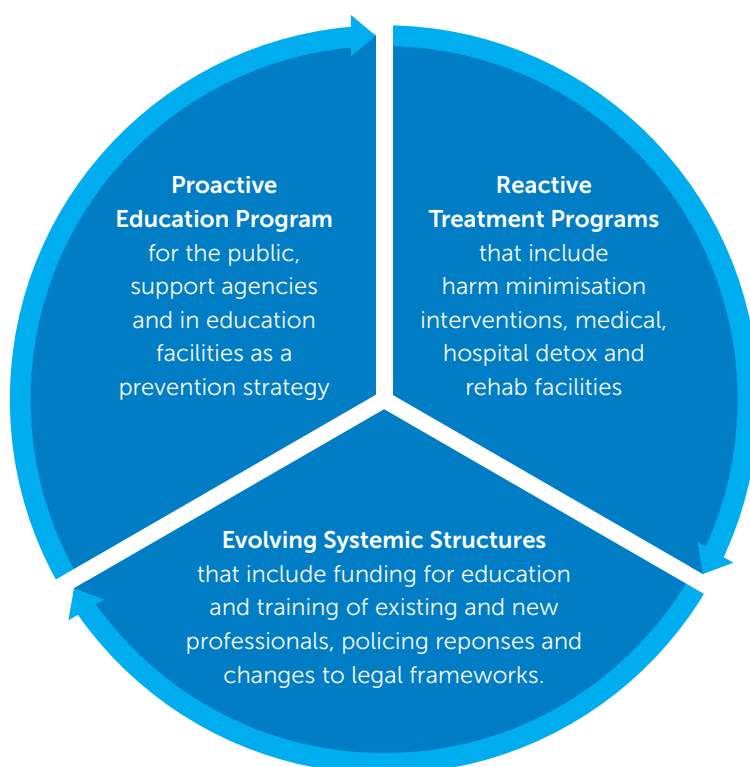 Proactive
Education Program
for the public,
support agencies
and in education
facilities as a
prevention strategy
Reactive
Treatment Programs
that include
harm minimisation
interventions, medical,
hospital detox and
rehab facilities
Evolving Systemic Structures
that include funding for education
and training of existing and new
professionals, policing reponses and
changes to legal frameworks.